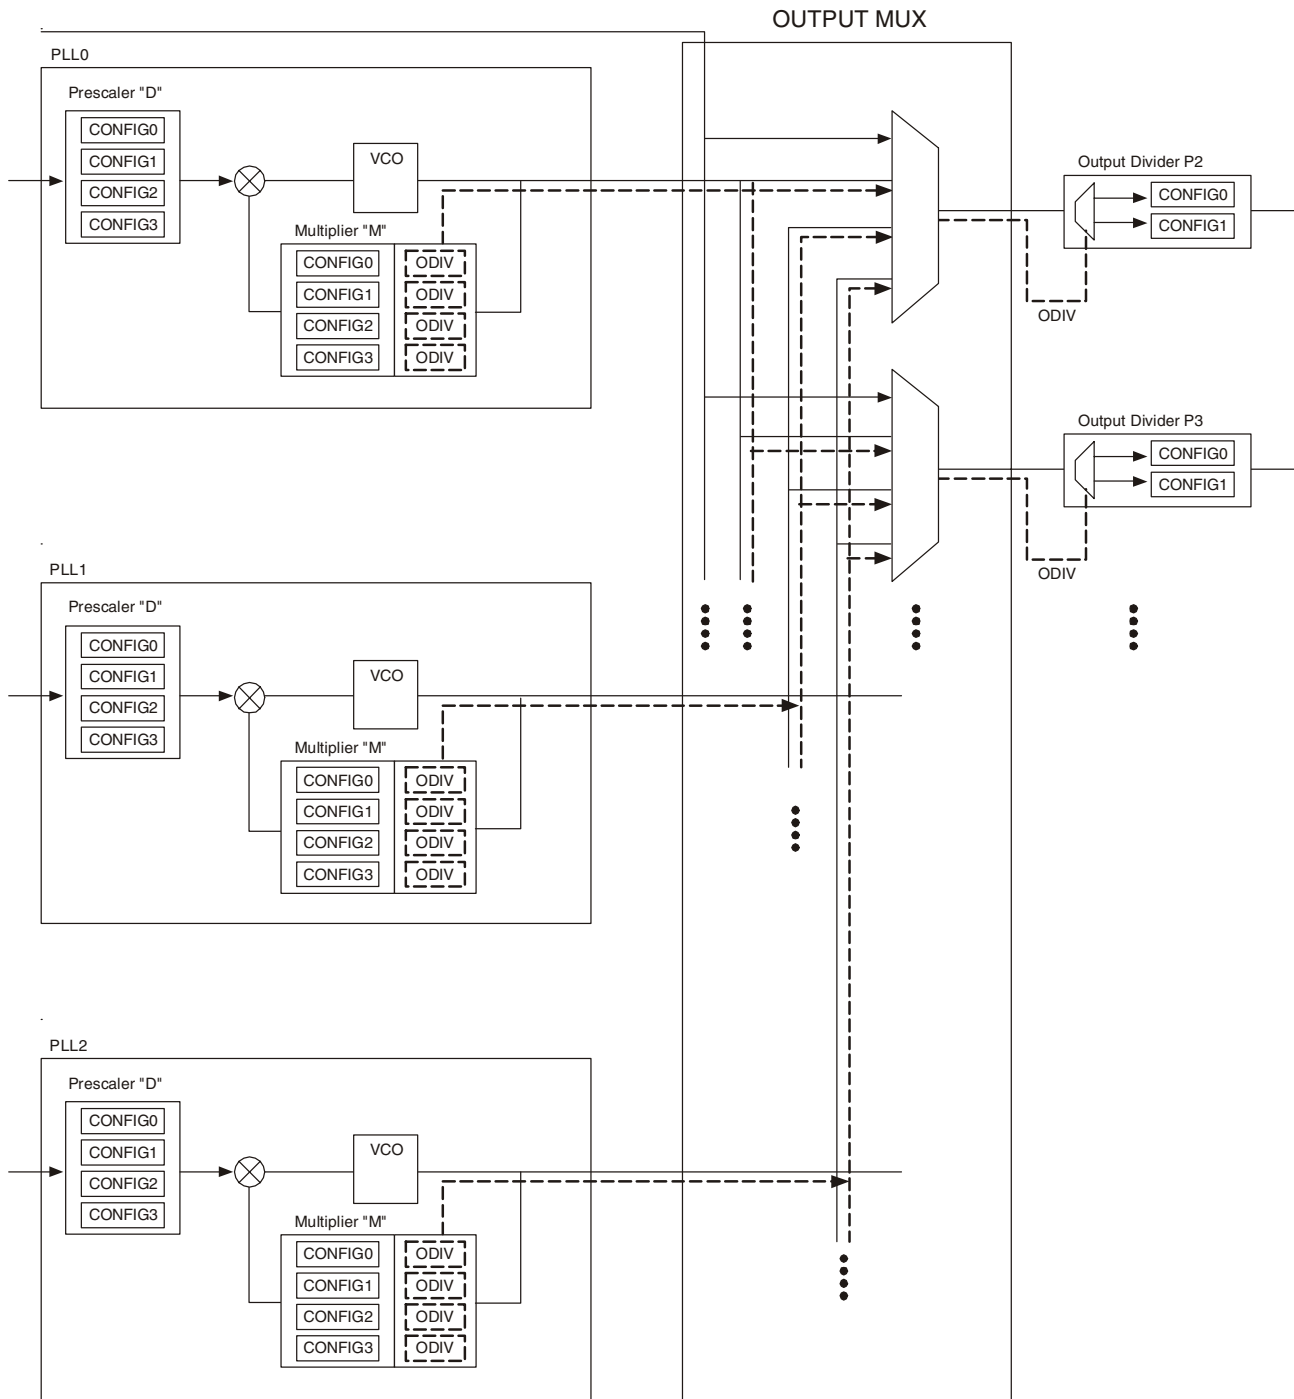 OUTPUT MUX
PLL0
Prescaler "D"
CONFIG0
CONFIG1
CONFIG2
CONFIG3
VCO
Multiplier "M"
CONFIG0 ODIV
CONFIG1 ODIV
CONFIG2 ODIV
CONFIG3 ODIV
Output Divider P2
CONFIG0
CONFIG1
ODIV
Output Divider P3
CONFIG0
CONFIG1
ODIV
PLL1
Prescaler "D"
CONFIG0
CONFIG1
CONFIG2
CONFIG3
VCO
Multiplier "M"
CONFIG0 ODIV
CONFIG1 ODIV
CONFIG2 ODIV
CONFIG3 ODIV
PLL2
Prescaler "D"
CONFIG0
CONFIG1
CONFIG2
CONFIG3
VCO
Multiplier "M"
CONFIG0 ODIV
CONFIG1 ODIV
CONFIG2 ODIV
CONFIG3 ODIV